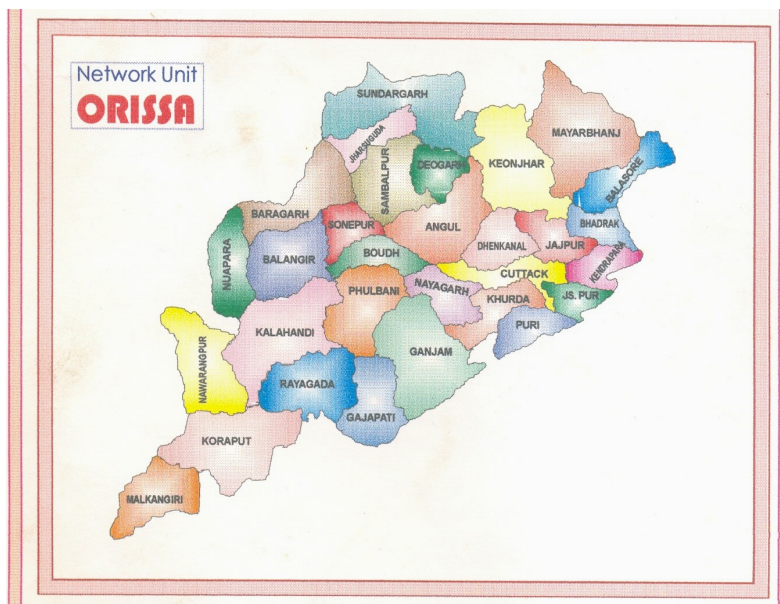 Network Unit
ORISSA
SUNDARGARH
MAYARBHANJ
JHARSUGUDA
KEONJHAR
DEOGARH
SAMBALPUR
BALASORE
BARAGARH
SONEPUR
ANGUL
BHADRAK
DHENKANAL
JAJPUR
NUAPARA
BALANGIR
BOUDH
KENDRAPARA
CUTTACK
PHULBANI
NAYAGARH
KHURDA
JS. PUR
PURI
KALAHANDI
GANJAM
NAWARANGPUR
RAYAGADA
GAJAPATI
KORAPUT
MALKANGIRI